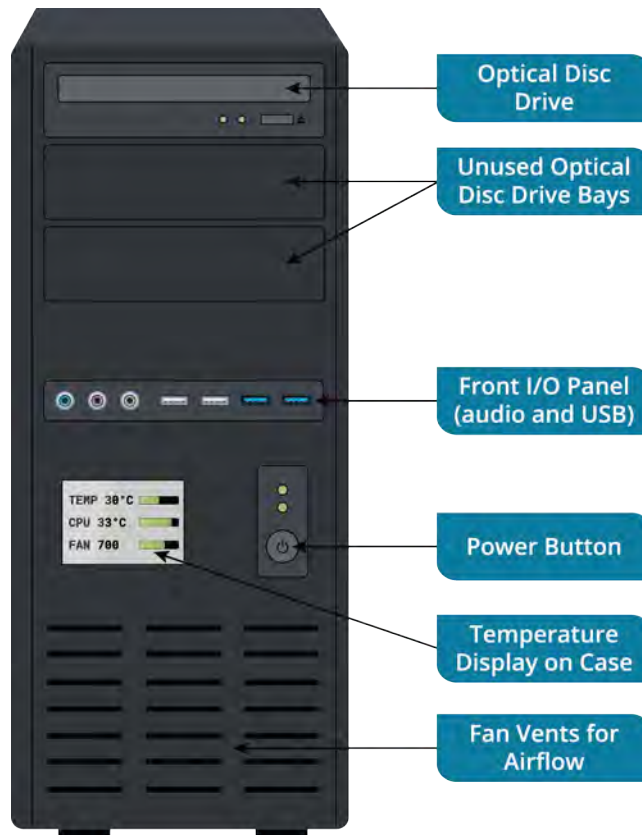 Optical Disc
Drive
Unused Optical
Disc Drive Bays
Front I/O Panel
(audio and USB)
TEMP 30°C
CPU 33°C
FAN 700
Power Button
Temperature
Display on Case
Fan Vents for
Airflow